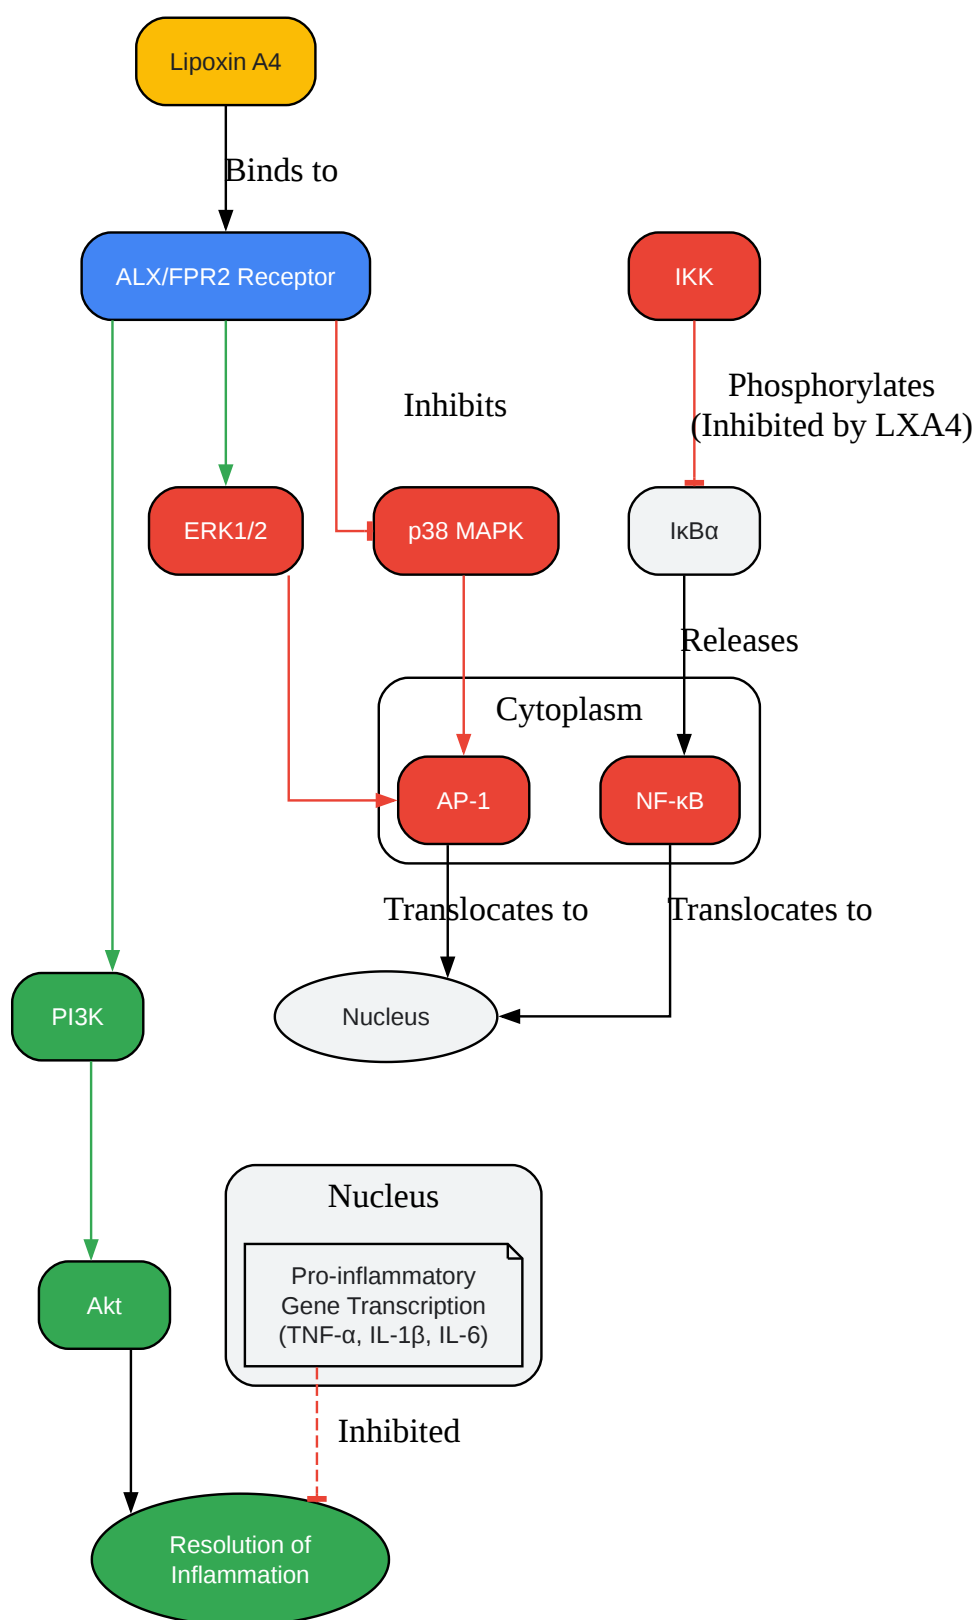 Lipoxin A4
Binds to
ALX/FPR2 Receptor
IKK
Inhibits
Phosphorylates
(Inhibited by LXA4)
ERK1/2
p38 MAPK
IκBα
Releases
Cytoplasm
AP-1
NF-κB
Translocates to
Translocates to
PI3K
Nucleus
Nucleus
Pro-inflammatory
Gene Transcription
(TNF-α, IL-1β, IL-6)
Akt
Inhibited
Resolution of
Inflammation